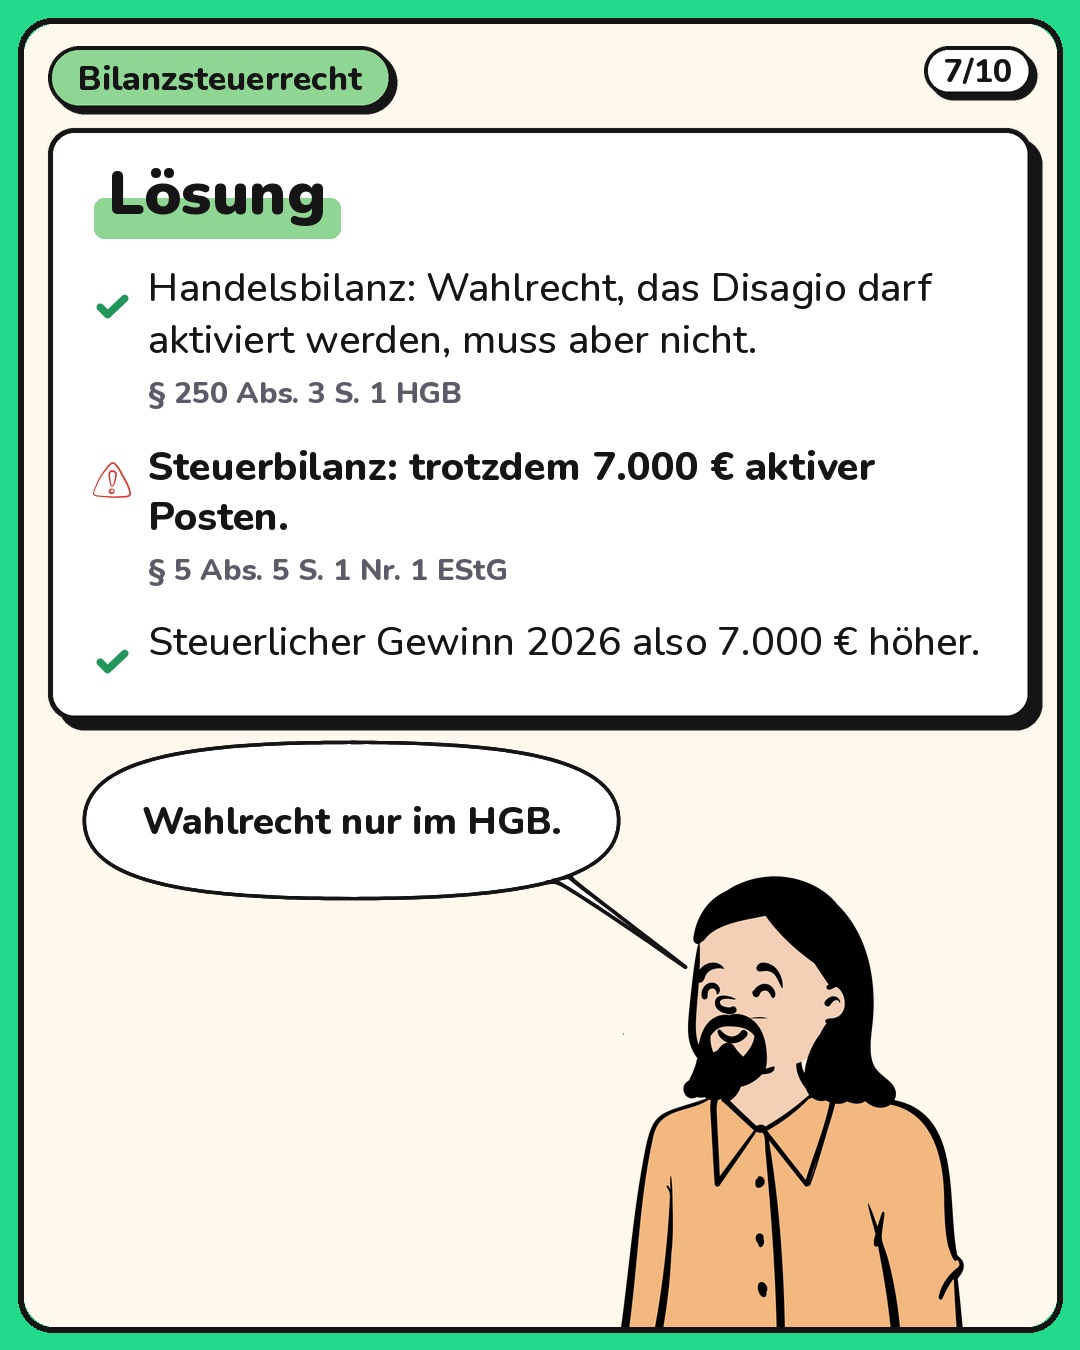 Bilanzsteuerrecht
7/10
Lösung
Handelsbilanz: Wahlrecht, das Disagio darf
aktiviert werden, muss aber nicht.
§ 250 Abs. 3 S. 1 HGB
Steuerbilanz: trotzdem 7.000 € aktiver
Posten.
§ 5 Abs. 5 S. 1 Nr. 1 EStG
Steuerlicher Gewinn 2026 also 7.000 € höher.
Wahlrecht nur im HGB.